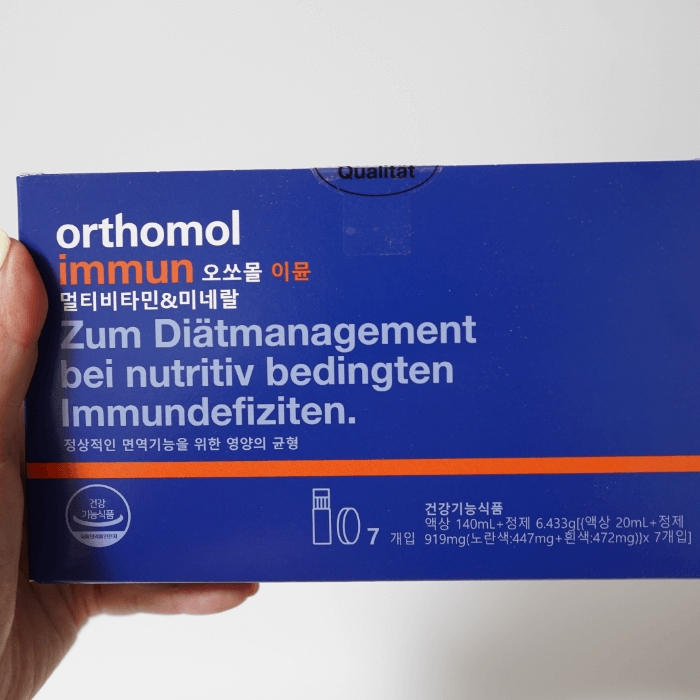 Qualität
orthomol
immun 오쏘몰 이뮨
멀티비타민&미네랄
Zum Diätmanagement
bei nutritiv bedingten
Immundefiziten.
정상적인 면역기능을 위한 영양의 균형
건강
기능식품
건강기능식품
액상 140mL+정제 6.433g[{액상 20mL+정제
7 개입 919mg(노란색:447mg+흰색:472mg)}x 7개입]